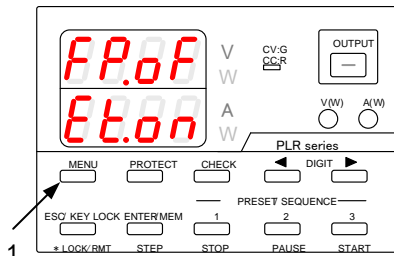 FP.oF
V
W
CV:G
CC:R
OUTPUT
Et.on
A
W
V(W) A(W)
PLR series
MENU PROTECT CHECK ◄ DIGIT ►
PRESET/ SEQUENCE
ESC/ KEY LOCK ENTER/MEM 1 2 3
* LOCK/RMT STEP STOP PAUSE START
1